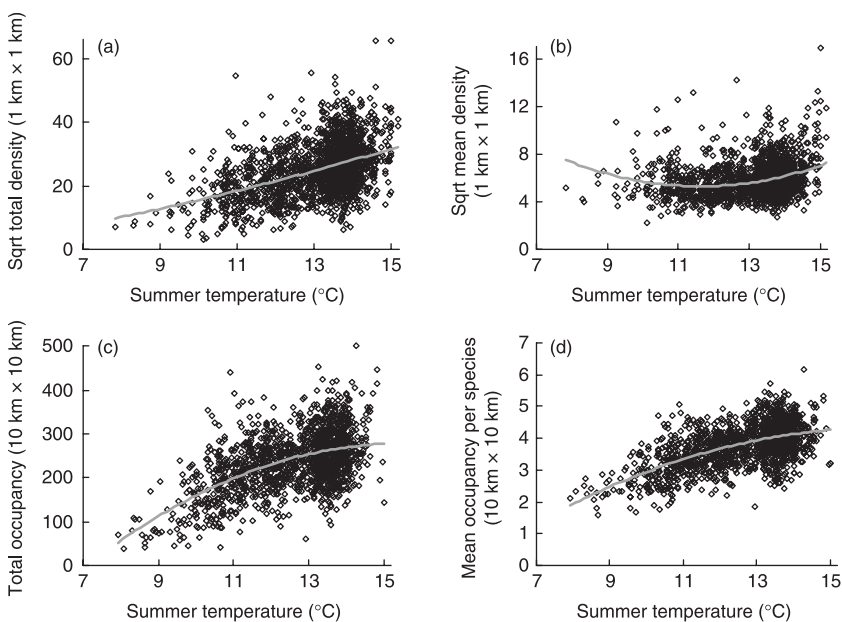 (a)
Sqrt total density (1 km × 1 km)
60
40
20
0
7 9 11 13 15
Summer temperature (°C)
(b)
Sqrt mean density
(1 km × 1 km)
16
12
8
4
0
7 9 11 13 15
Summer temperature (°C)
(c)
Total occupancy (10 km × 10 km)
500
400
300
200
100
0
7 9 11 13 15
Summer temperature (°C)
(d)
Mean occupancy per species
(10 km × 10 km)
7
6
5
4
3
2
1
0
7 9 11 13 15
Summer temperature (°C)